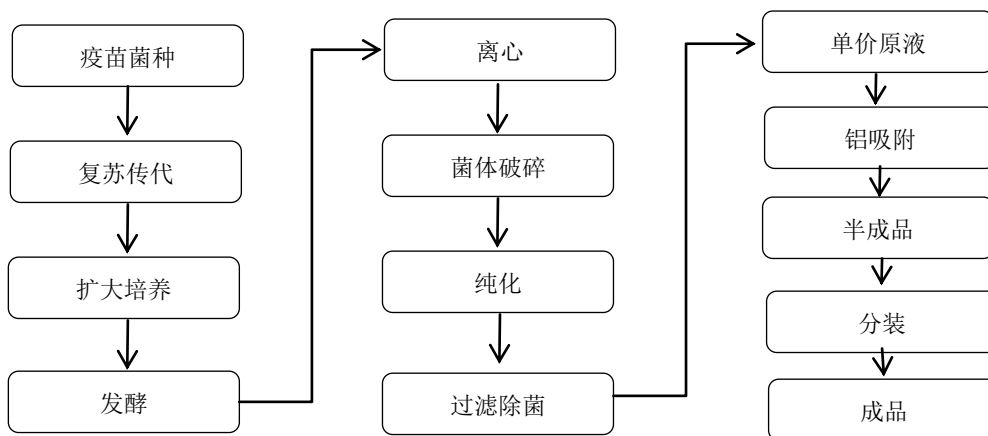 疫苗菌种
复苏传代
扩大培养
发酵
离心
菌体破碎
纯化
过滤除菌
单价原液
铝吸附
半成品
分装
成品